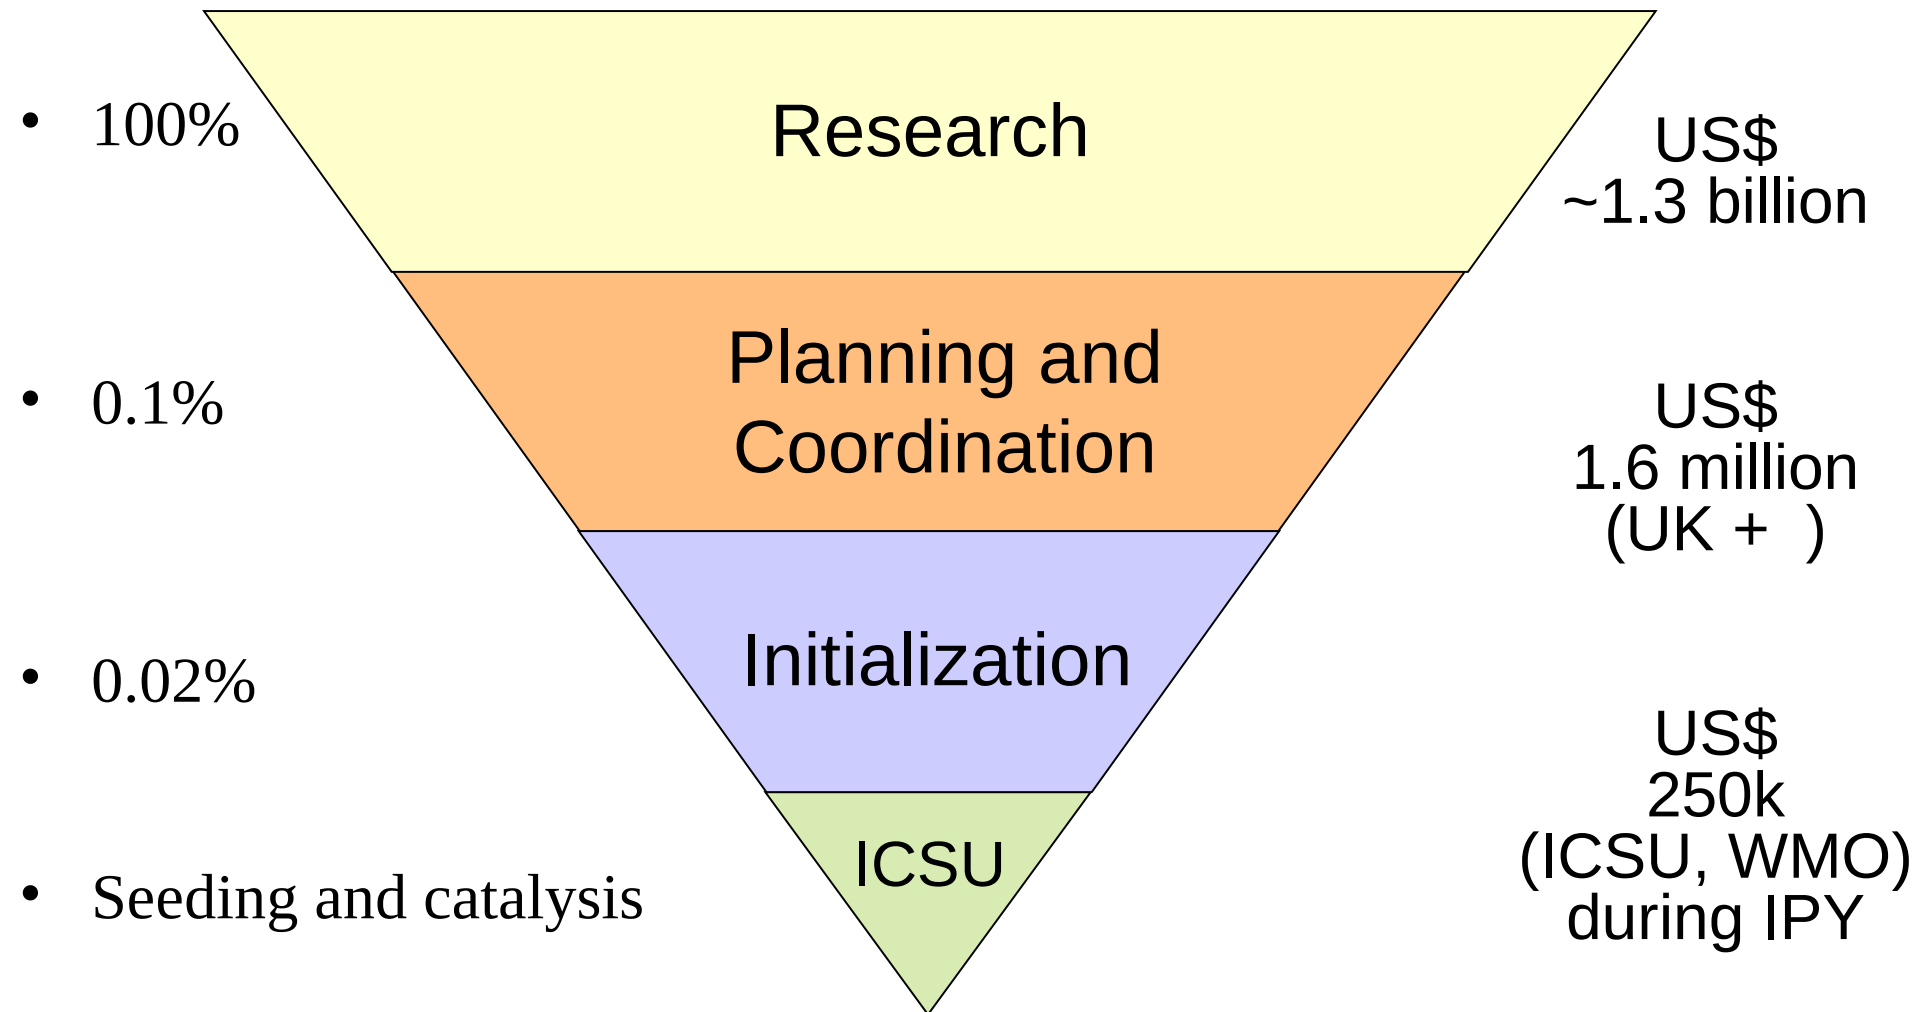 • 100%
Research
US$
~1.3 billion
• 0.1%
Planning and
Coordination
US$
1.6 million
(UK +  )
• 0.02%
Initialization
US$
250k
(ICSU, WMO)
during IPY
• Seeding and catalysis
ICSU